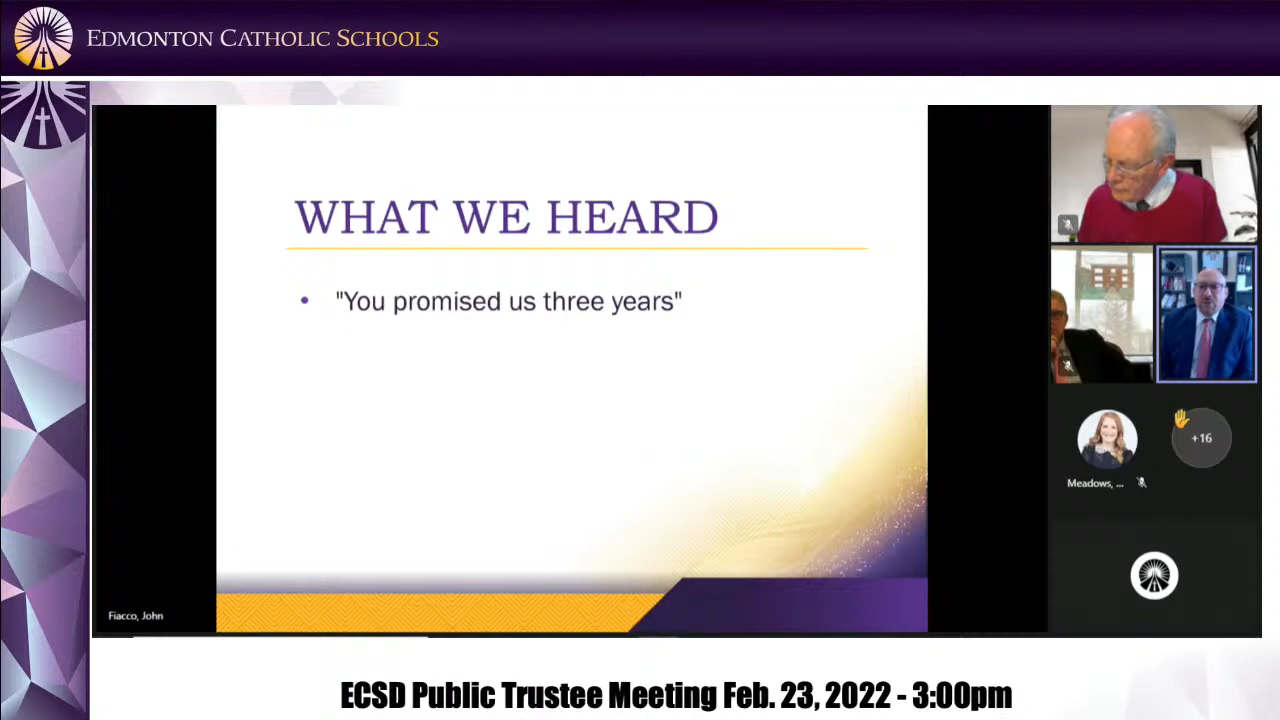 EDMONTON CATHOLIC SCHOOLS
WHAT WE HEARD
• "You promised us three years"
+16
Meadows, ...
Fiacco, John
ECSD Public Trustee Meeting Feb. 23, 2022 - 3:00pm